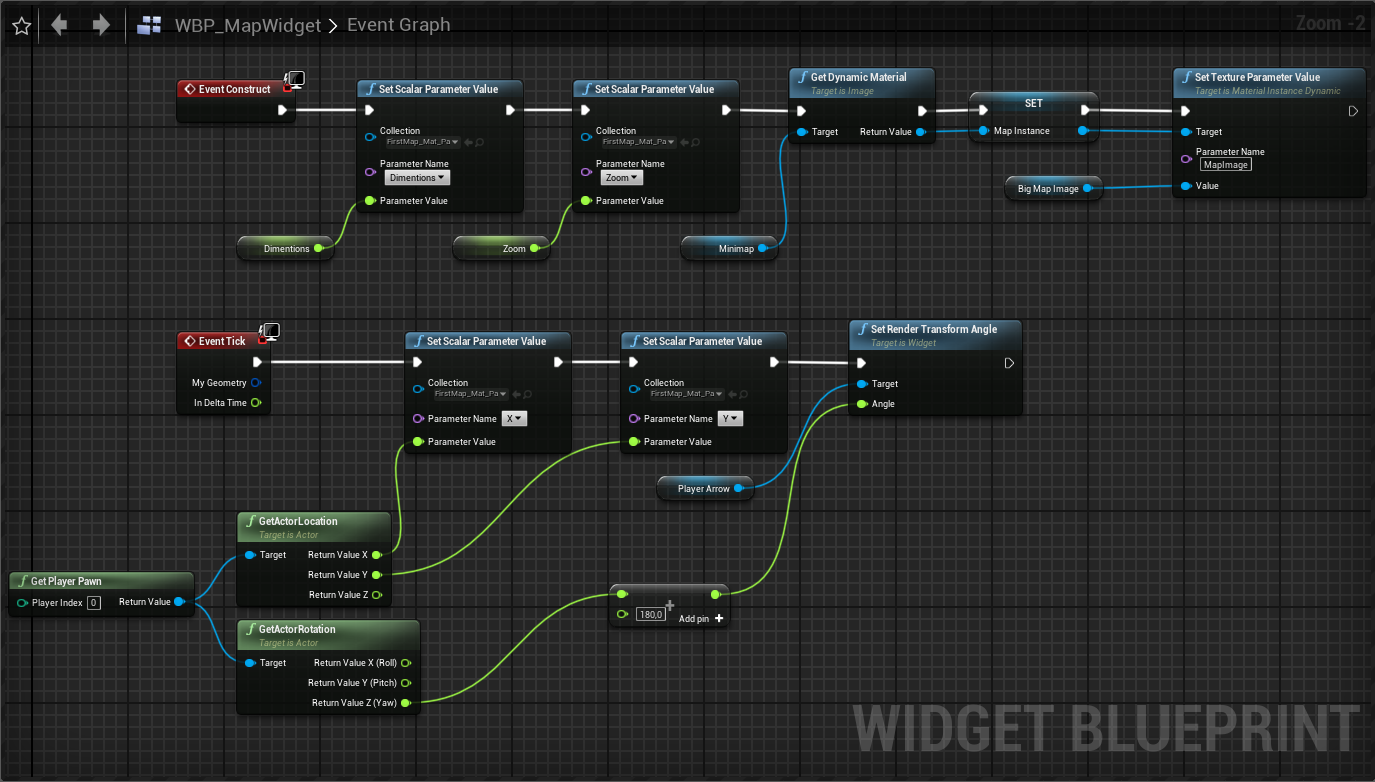 WBP_MapWidget > Event Graph
Zoom -2
Event Construct
Set Scalar Parameter Value
Collection
FirstMap_Mat_Pa
Parameter Name
Dimentions
Parameter Value
Dimentions
Set Scalar Parameter Value
Collection
FirstMap_Mat_Pa
Parameter Name
Zoom
Parameter Value
Zoom
Get Dynamic Material
Target is Image
Target Return Value
Minimap
SET
Map Instance
Set Texture Parameter Value
Target is Material Instance Dynamic
Target
Parameter Name
MapImage
Value
Big Map Image
Event Tick
My Geometry
In Delta Time
Set Scalar Parameter Value
Collection
FirstMap_Mat_Pa
Parameter Name X
Parameter Value
Set Scalar Parameter Value
Collection
FirstMap_Mat_Pa
Parameter Name Y
Parameter Value
Set Render Transform Angle
Target is Widget
Target
Angle
Player Arrow
GetActorLocation
Target is Actor
Target Return Value X
Return Value Y
Return Value Z
Get Player Pawn
Player Index 0 Return Value
180,0
Add pin +
GetActorRotation
Target is Actor
Target Return Value X (Roll)
Return Value Y (Pitch)
Return Value Z (Yaw)
WIDGET BLUEPRINT